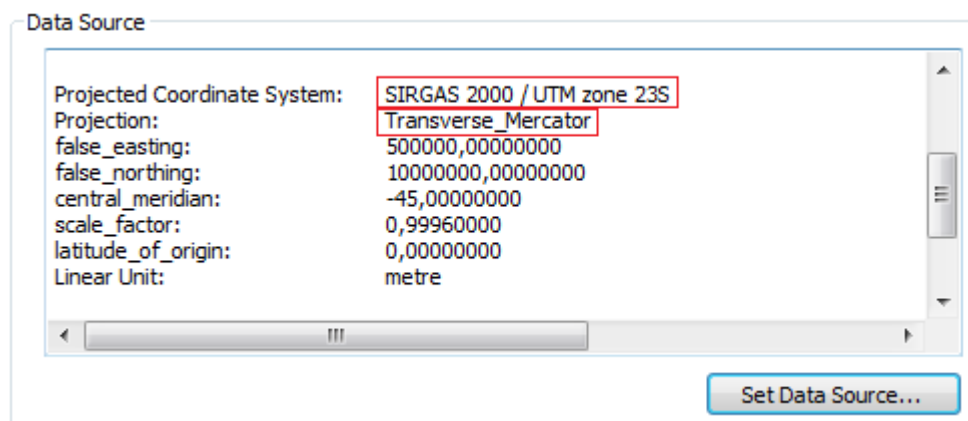 Data Source
Projected Coordinate System: SIRGAS 2000 / UTM zone 23S
Projection: Transverse_Mercator
false_easting: 500000,00000000
false_northing: 10000000,00000000
central_meridian: -45,00000000
scale_factor: 0,99960000
latitude_of_origin: 0,00000000
Linear Unit: metre
Set Data Source...